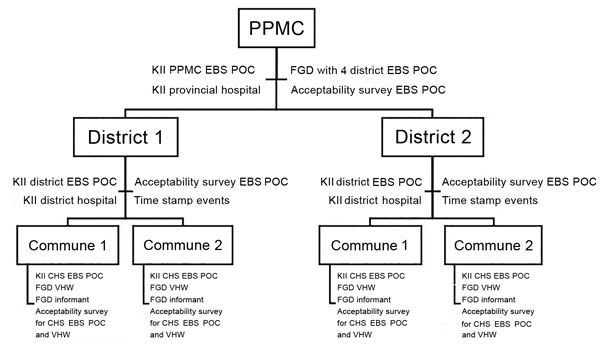 PPMC
KII PPMC EBS POC
FGD with 4 district EBS POC
KII provincial hospital
Acceptability survey EBS POC
District 1
District 2
KII district EBS POC
Acceptability survey EBS POC
KII district hospital
Time stamp events
KII district EBS POC
Acceptability survey EBS POC
KII district hospital
Time stamp events
Commune 1
Commune 2
Commune 1
Commune 2
KII CHS EBS POC
FGD VHW
FGD informant
Acceptability survey
for CHS EBS POC
and VHW
KII CHS EBS POC
FGD VHW
FGD informant
Acceptability survey
for CHS EBS POC
and VHW
KII CHS EBS POC
FGD VHW
FGD informant
Acceptability survey
for CHS EBS POC
and VHW
KII CHS EBS POC
FGD VHW
FGD informant
Acceptability survey
for CHS EBS POC
and VHW